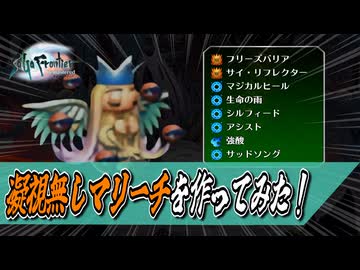 SaGa Frontier
Remastered
フリーズバリア
サイ・リフレクター
マジカルヒール
生命の雨
シルフィード
アシスト
強酸
サッドソング
凝視無しマリーチを作ってみた!